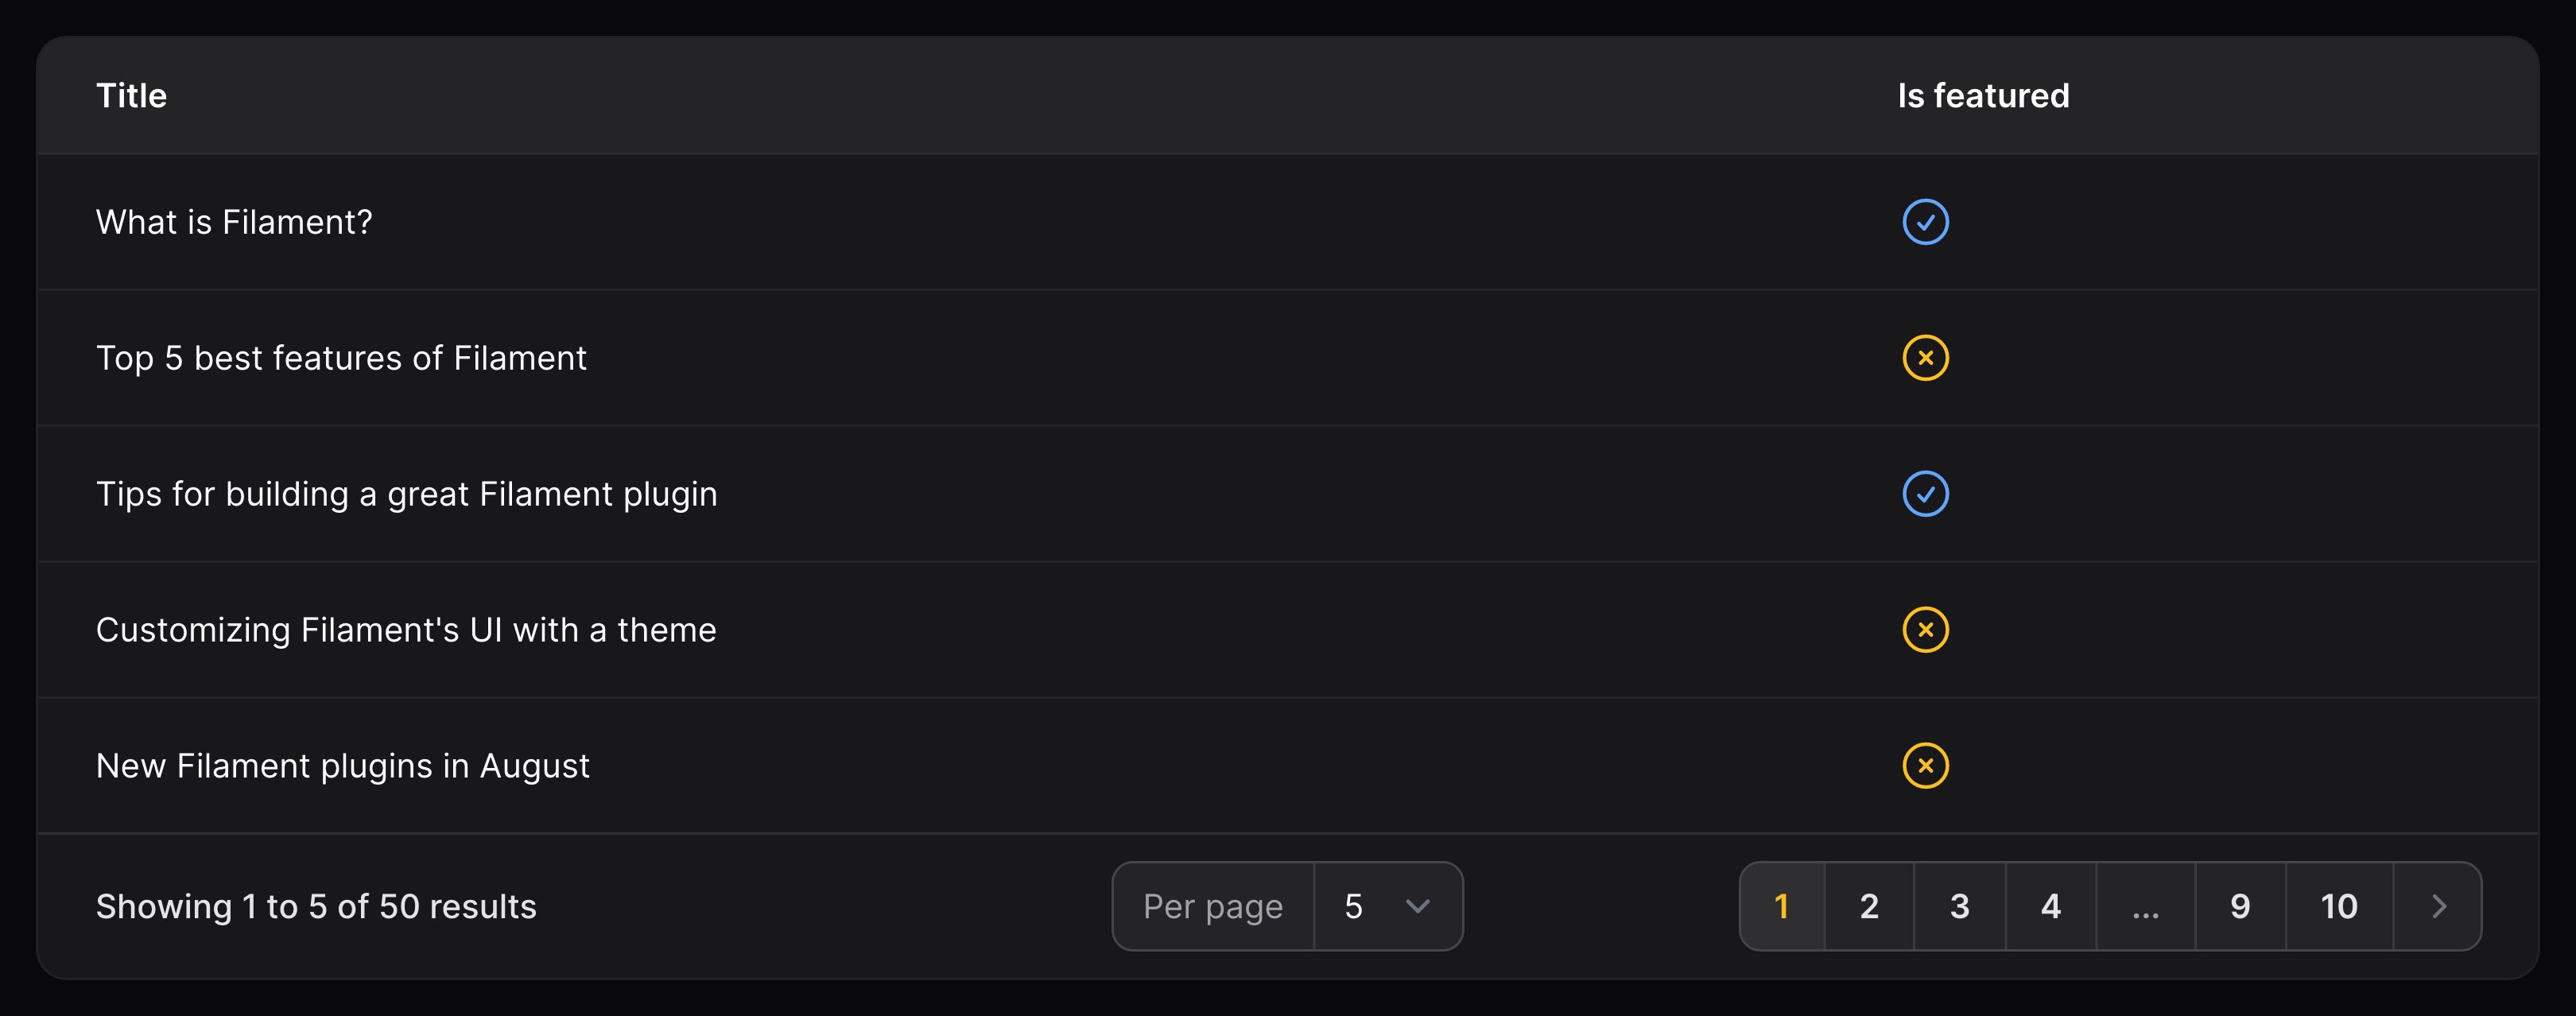 Title Is featured
What is Filament?
Top 5 best features of Filament
Tips for building a great Filament plugin
Customizing Filament's UI with a theme
New Filament plugins in August
Showing 1 to 5 of 50 results Per page 5 1 2 3 4 ... 9 10